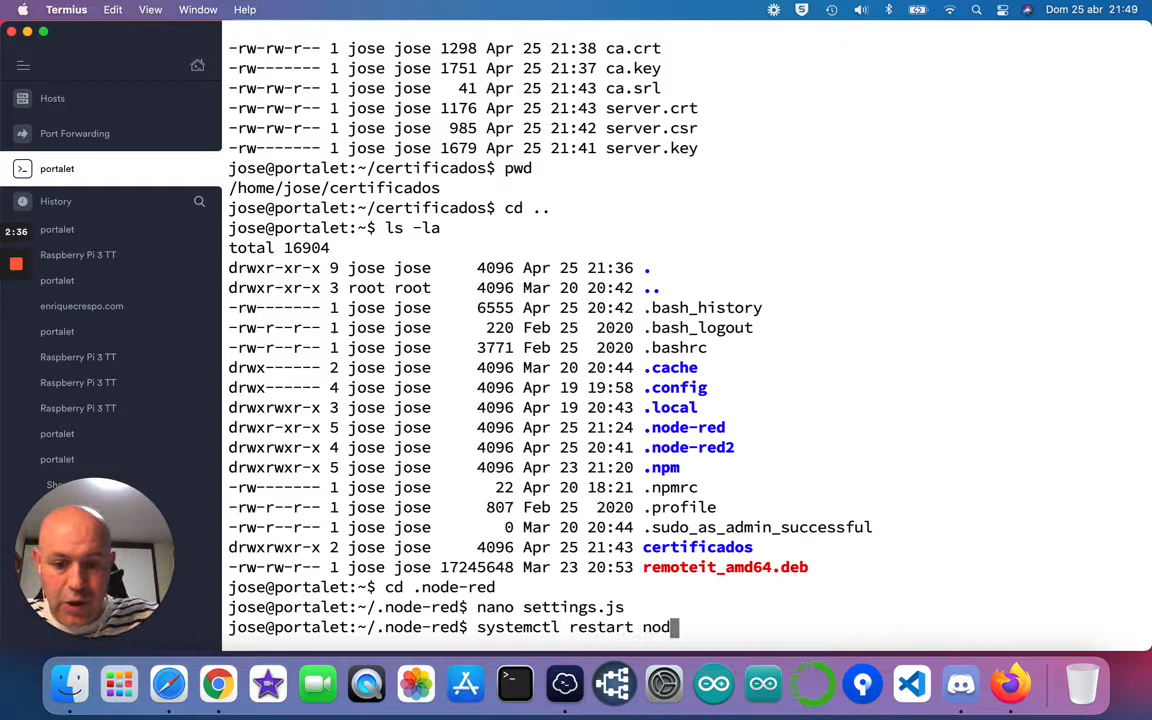 Termius Edit View Window Help Dom 25 abr 21:49
Hosts
Port Forwarding
portalet
History
portalet
2:36
Raspberry Pi 3 TT
portalet
enriquecrespo.com
portalet
Raspberry Pi 3 TT
Raspberry Pi 3 TT
Raspberry Pi 3 TT
portalet
portalet
-rw-rw-r-- 1 jose jose 1298 Apr 25 21:38 ca.crt
-rw------- 1 jose jose 1751 Apr 25 21:37 ca.key
-rw-rw-r-- 1 jose jose   41 Apr 25 21:43 ca.srl
-rw-rw-r-- 1 jose jose 1176 Apr 25 21:43 server.crt
-rw-rw-r-- 1 jose jose  985 Apr 25 21:42 server.csr
-rw------- 1 jose jose 1679 Apr 25 21:41 server.key
jose@portalet:~/certificados$ pwd
/home/jose/certificados
jose@portalet:~/certificados$ cd ..
jose@portalet:~$ ls -la
total 16904
drwxr-xr-x 9 jose jose     4096 Apr 25 21:36 .
drwxr-xr-x 3 root root     4096 Mar 20 20:42 ..
-rw------- 1 jose jose     6555 Apr 25 20:42 .bash_history
-rw-r--r-- 1 jose jose      220 Feb 25  2020 .bash_logout
-rw-r--r-- 1 jose jose     3771 Feb 25  2020 .bashrc
drwx------ 2 jose jose     4096 Mar 20 20:44 .cache
drwx------ 4 jose jose     4096 Apr 19 19:58 .config
drwxrwxr-x 3 jose jose     4096 Apr 19 20:43 .local
drwxrwxr-x 5 jose jose     4096 Apr 25 21:24 .node-red
drwxrwxr-x 4 jose jose     4096 Apr 25 20:41 .node-red2
drwxrwxr-x 5 jose jose     4096 Apr 23 21:20 .npm
-rw------- 1 jose jose       22 Apr 20 18:21 .npmrc
-rw-r--r-- 1 jose jose      807 Feb 25  2020 .profile
-rw-r--r-- 1 jose jose        0 Mar 20 20:44 .sudo_as_admin_successful
drwxrwxr-x 2 jose jose     4096 Apr 25 21:43 certificados
-rw-rw-r-- 1 jose jose 17245648 Mar 23 20:53 remoteit_amd64.deb
jose@portalet:~$ cd .node-red
jose@portalet:~/.node-red$ nano settings.js
jose@portalet:~/.node-red$ systemctl restart nod